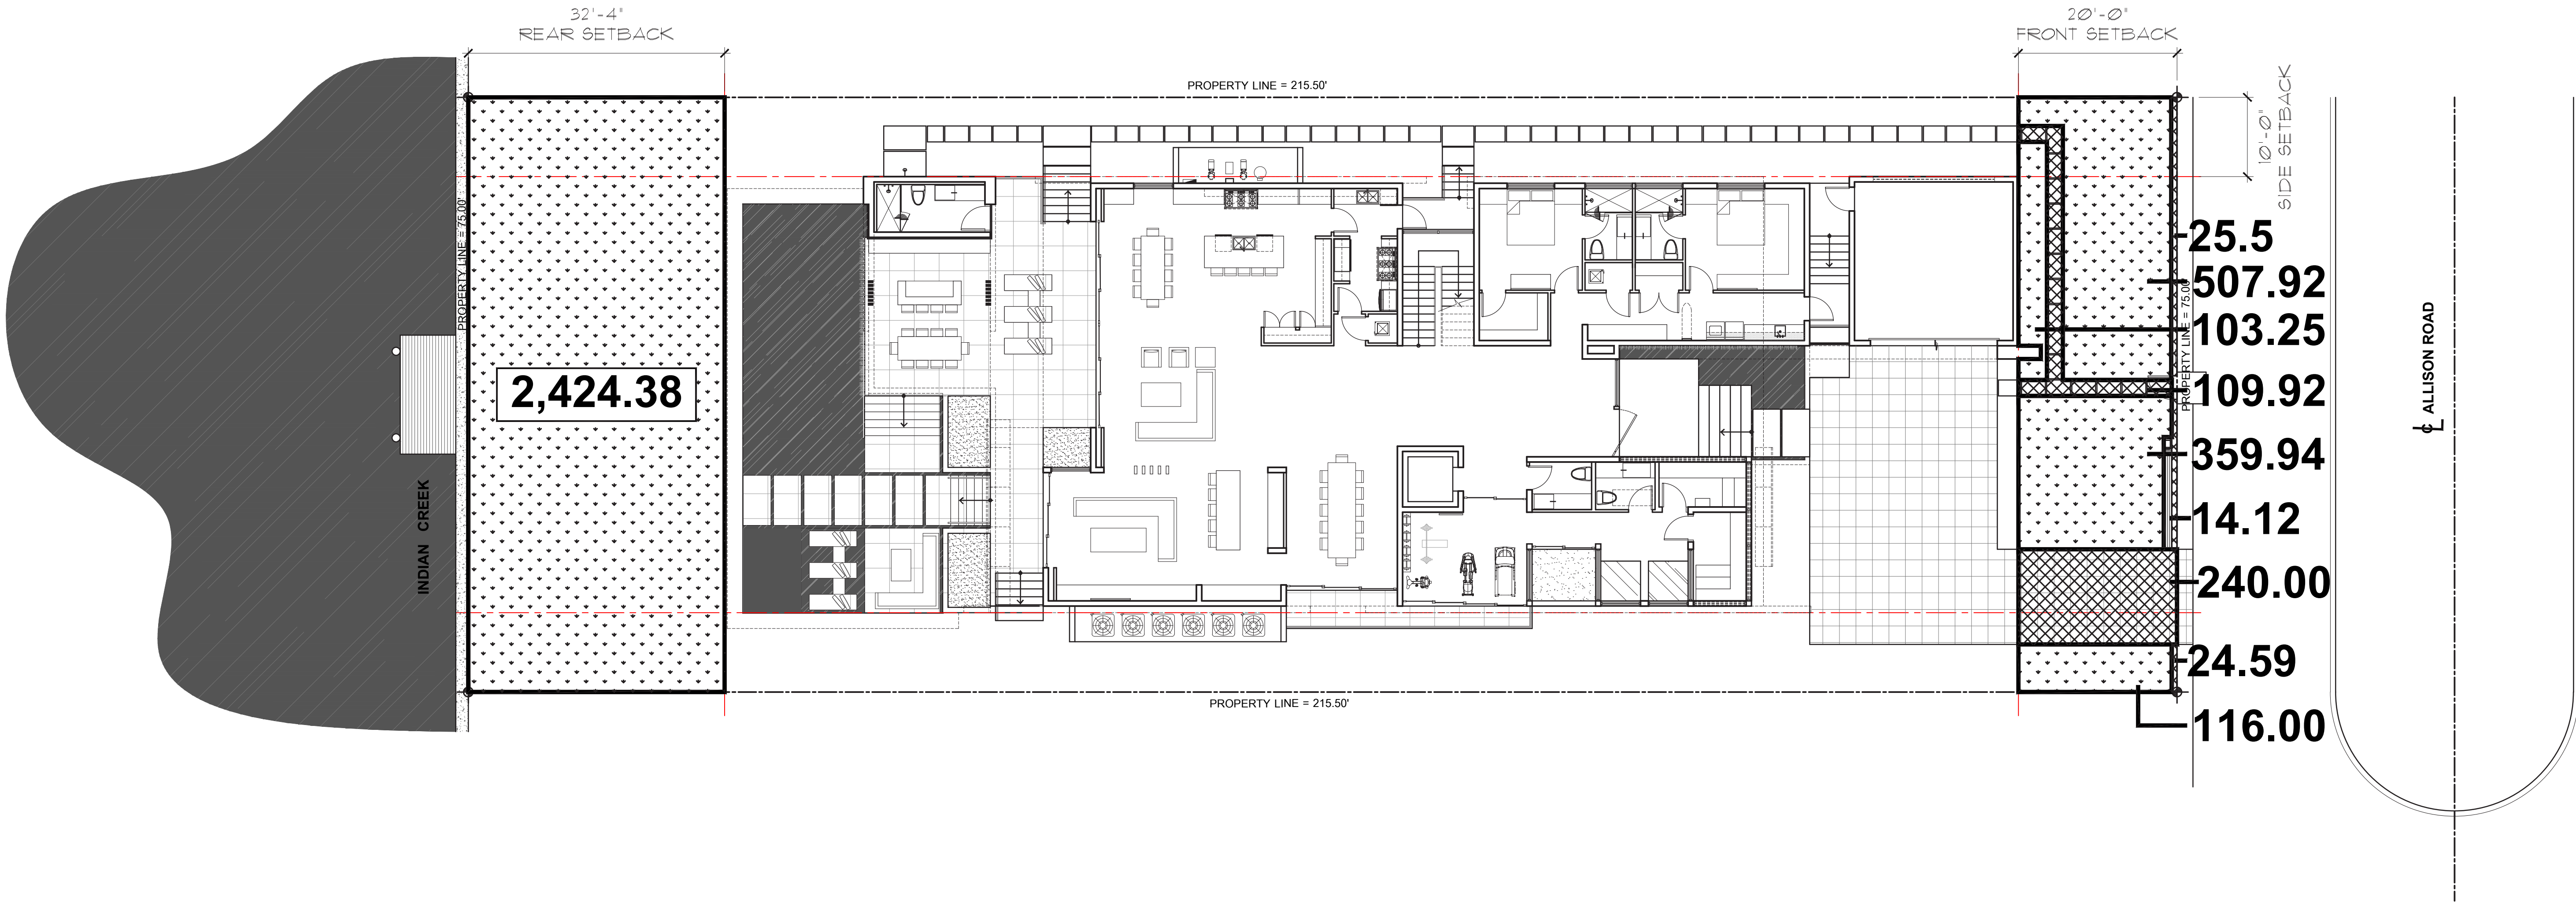 32'-4"
REAR SETBACK
20'-0"
FRONT SETBACK
PROPERTY LINE = 215.50'
10'-0"
SIDE SETBACK
PROPERTY LINE = 75.00'
25.5
507.92
103.25
PROPERTY LINE = 75.00'
109.92
2,424.38
359.94
14.12
240.00
24.59
116.00
INDIAN CREEK
CL ALLISON ROAD
PROPERTY LINE = 215.50'